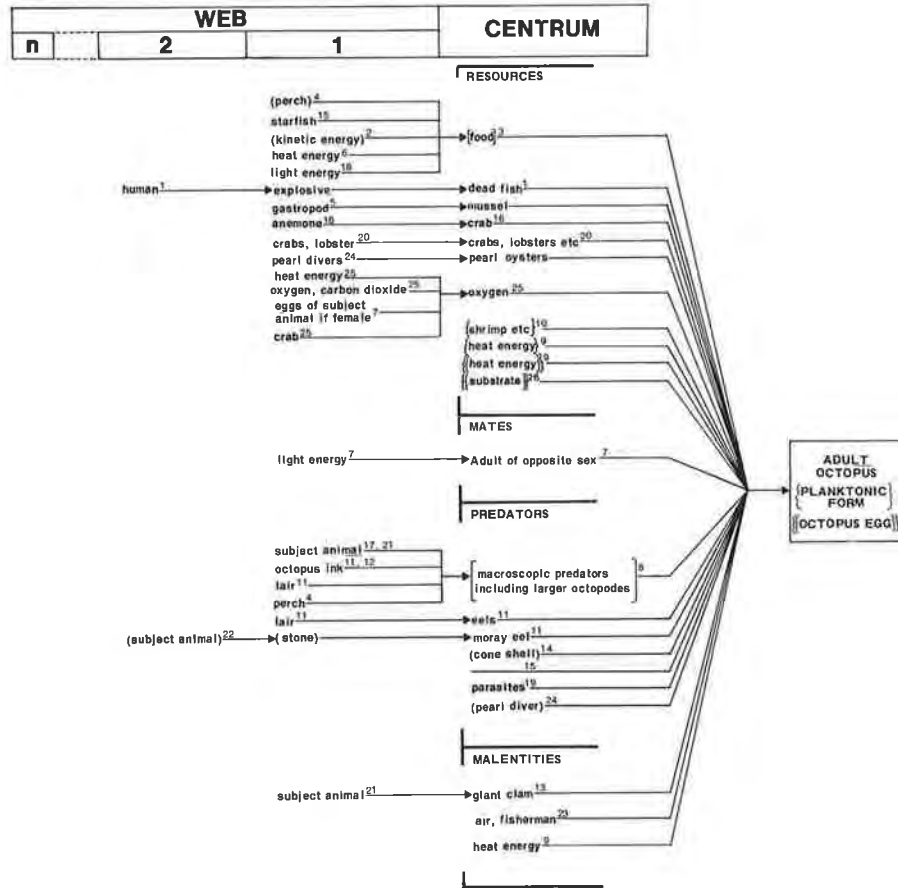 WEB
CENTRUM
n 2 1
RESOURCES
(perch)4
starfish15
(kinetic energy)2 [food]3
heat energy6
light energy18
human1 explosive dead fish1
gastropod5 mussel
anemone16 crab16
crabs, lobster20 crabs, lobsters etc20
pearl divers24 pearl oysters
heat energy25
oxygen, carbon dioxide25 oxygen25
eggs of subject
animal if female7
crab25
{shrimp etc}10
{heat energy}9
{{heat energy}}29
{{substrate}}26
MATES
light energy7 Adult of opposite sex7
ADULT
OCTOPUS
{PLANKTONIC
FORM}
{{OCTOPUS EGG}}
PREDATORS
subject animal17, 21
octopus ink11, 12
[macroscopic predators
including larger octopodes]8
lair11
perch4
lair11 eels11
(subject animal)22 (stone) moray eel11
(cone shell)14
15
parasites19
(pearl diver)24
MALENTITIES
subject animal21 giant clam13
air, fisherman23
heat energy9